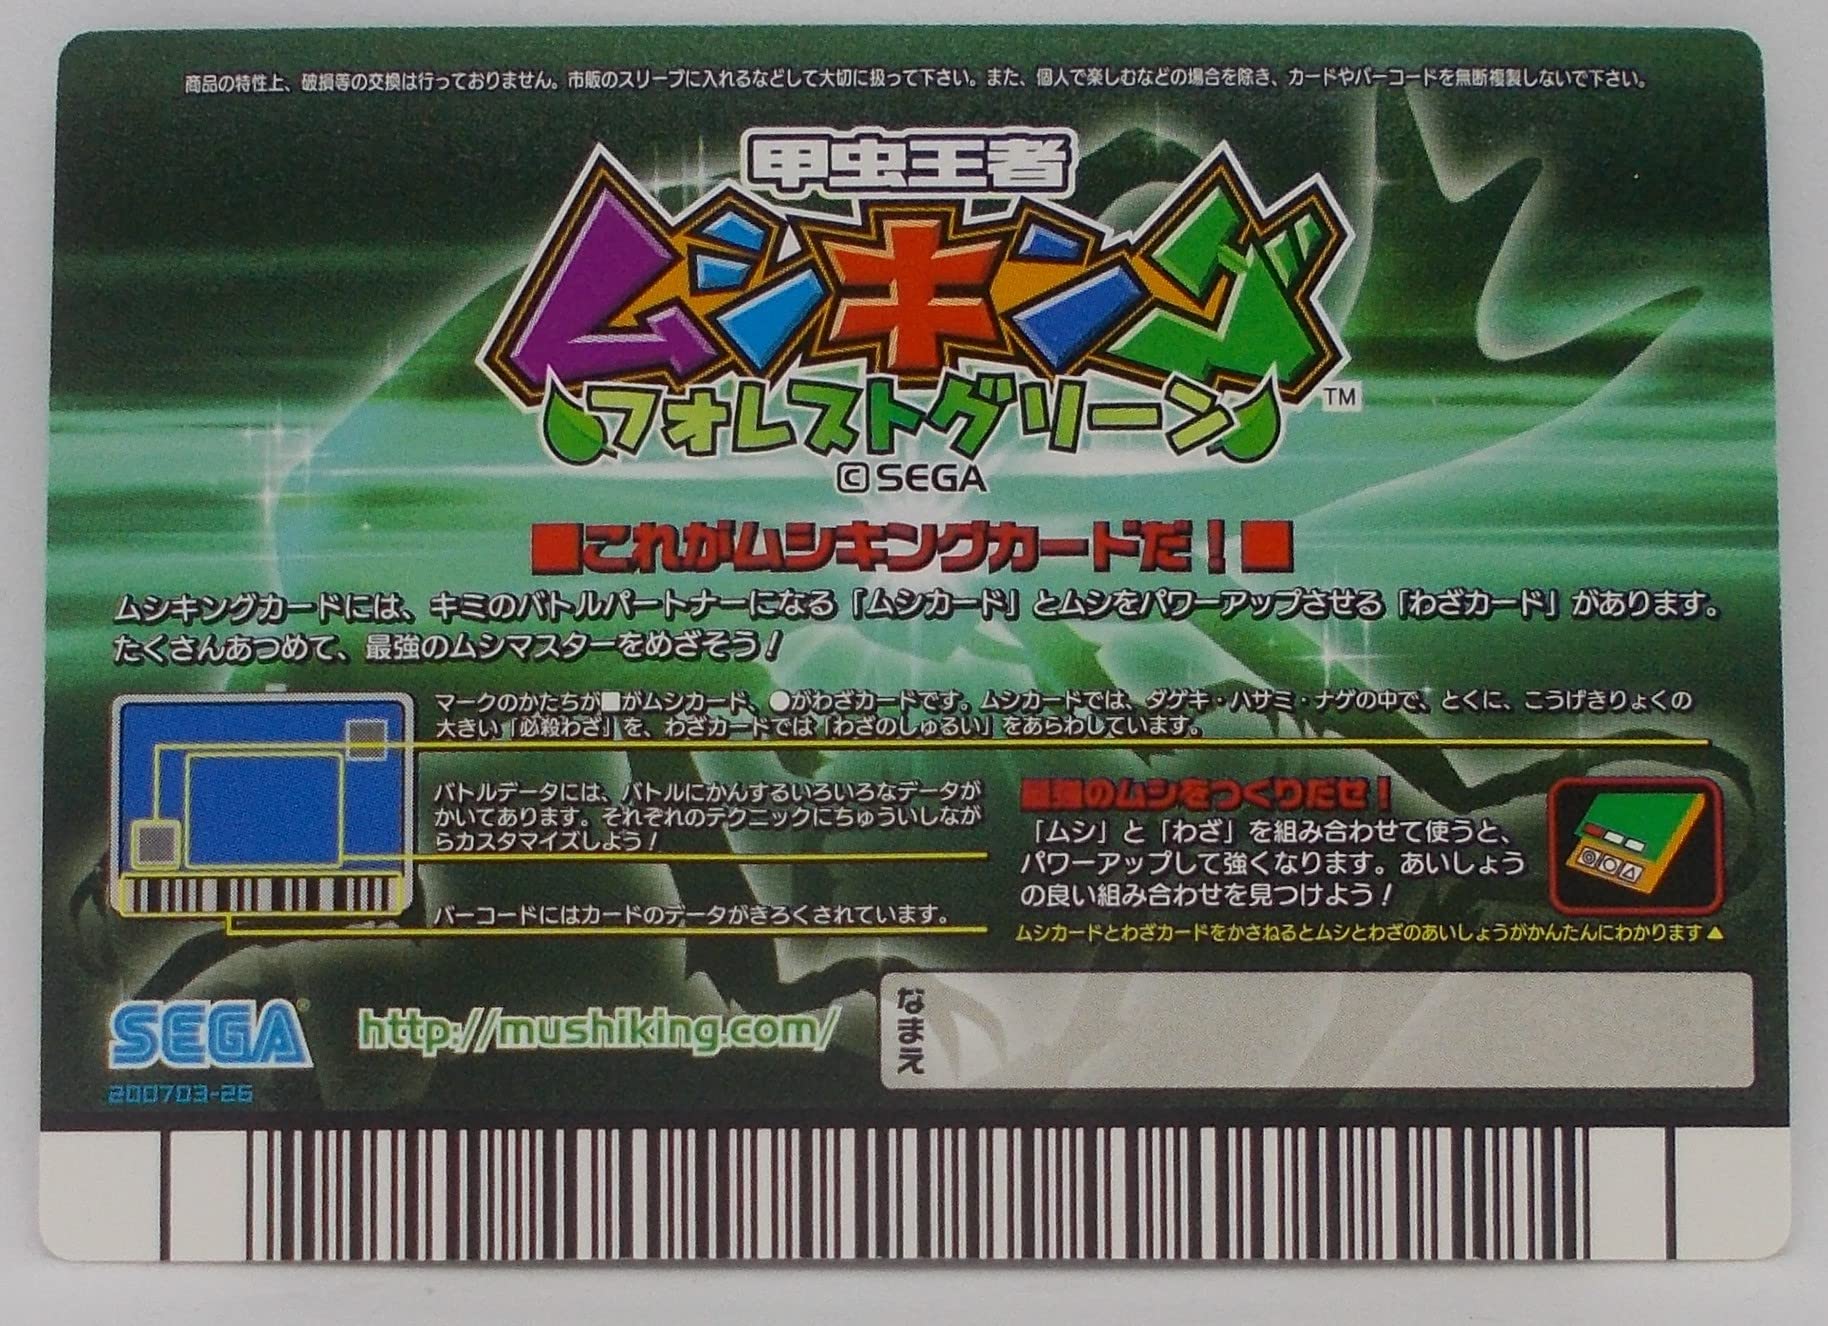 商品の特性上、破損等の交換は行っておりません。市販のスリーブに入れるなどして大切に扱って下さい。また、個人で楽しむなどの場合を除き、カードやバーコードを無断複製しないで下さい。
甲虫王者
ムシキング
フォレストグリーン
TM
©SEGA
■これがムシキングカードだ!■
ムシキングカードには、キミのバトルパートナーになる「ムシカード」とムシをパワーアップさせる「わざカード」があります。
たくさんあつめて、最強のムシマスターをめざそう!
マークのかたちが■がムシカード、●がわざカードです。ムシカードでは、ダゲキ・ハサミ・ナゲの中で、とくに、こうげきりょくの
大きい「必殺わざ」を、わざカードでは「わざのしゅるい」をあらわしています。
バトルデータには、バトルにかんするいろいろなデータが
かいてあります。それぞれのテクニックにちゅういしなが
らカスタマイズしよう!
バーコードにはカードのデータがきろくされています。
最強のムシをつくりだせ!
「ムシ」と「わざ」を組み合わせて使うと、
パワーアップして強くなります。あいしょう
の良い組み合わせを見つけよう!
ムシカードとわざカードをかさねるとムシとわざのあいしょうがかんたんにわかります▲
SEGA®
http://mushiking.com/
なまえ
200703-26